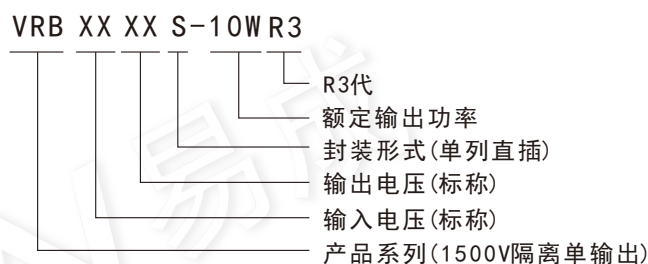 VRB XX XX S-10W R3
R3代
额定输出功率
封装形式(单列直插)
输出电压(标称)
输入电压(标称)
产品系列(1500V隔离单输出)